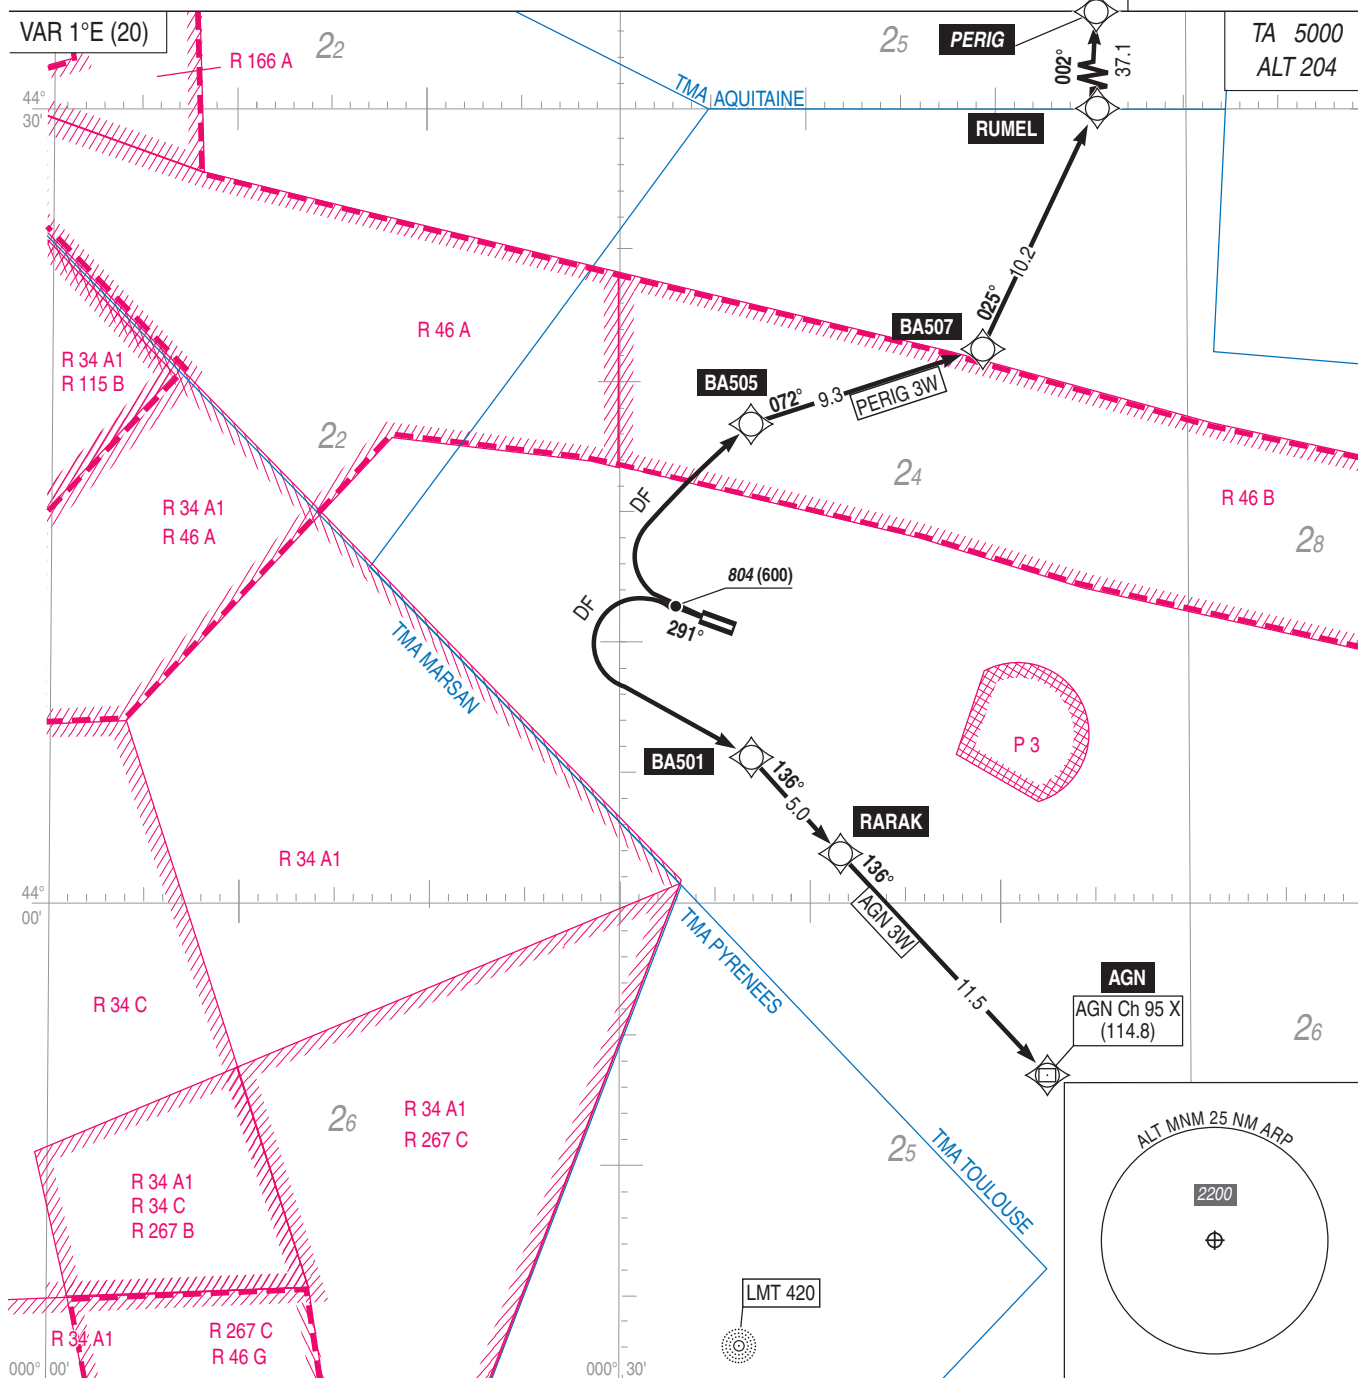 VAR 1°E (20)
R 166 A
22
25
PERIG
002°
37.1
TA 5000
ALT 204
TMA AQUITAINE
44°
30'
RUMEL
10.2
025°
R 46 A
BA507
R 34 A1
R 115 B
BA505
072°
9.3
PERIG 3W
22
24
R 46 B
R 34 A1
R 46 A
DF
28
804 (600)
DF
291°
TMA MARSAN
P 3
BA501
136°
5.0
RARAK
136°
AGN 3W
R 34 A1
44°
00'
TMA PYRENEES
11.5
AGN
AGN Ch 95 X
(114.8)
R 34 C
26
26
R 34 A1
R 267 C
25
TMA TOULOUSE
ALT MNM 25 NM ARP
2200
R 34 A1
R 34 C
R 267 B
LMT 420
R 34 A1
R 267 C
R 46 G
000° 00'
000° 30'